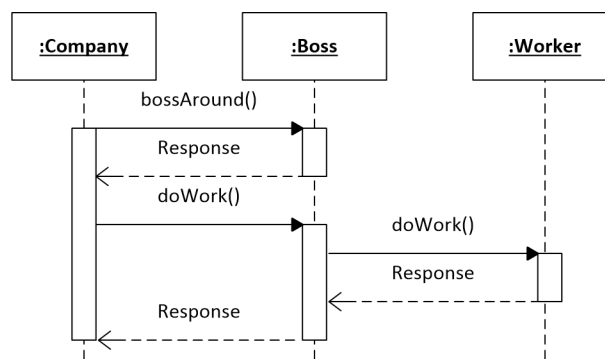 :Company
:Boss
:Worker
bossAround()
Response
doWork()
doWork()
Response
Response